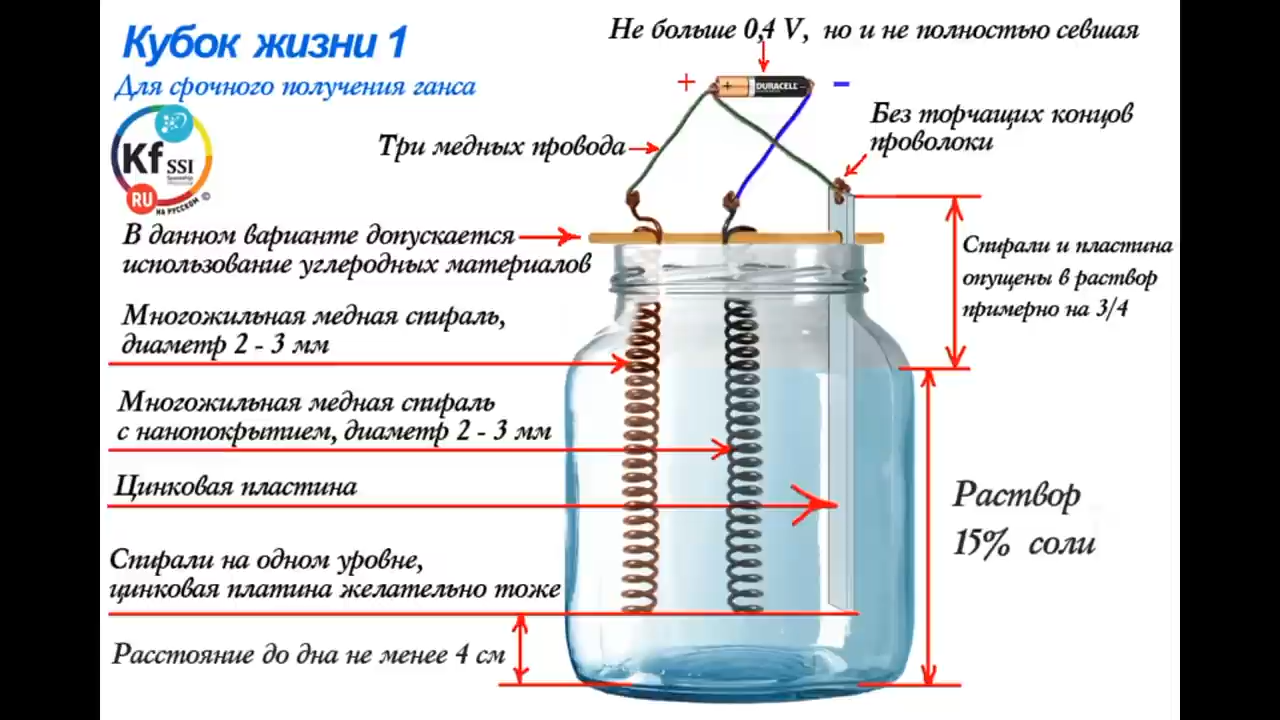 Кубок жизни 1
Для срочного получения ганса
Не больше 0,4 V, но и не полностью севшая
+
DURACELL
+
-
Kf SSI
RU
НА РУССКОМ ©
Три медных провода
Без торчащих концов
проволоки
В данном варианте допускается
использование углеродных материалов
Спирали и пластина
опущены в раствор
примерно на 3/4
Многожильная медная спираль,
диаметр 2 - 3 мм
Многожильная медная спираль
с нанопокрытием, диаметр 2 - 3 мм
Цинковая пластина
Раствор
15% соли
Спирали на одном уровне,
цинковая платина желательно тоже
Расстояние до дна не менее 4 см